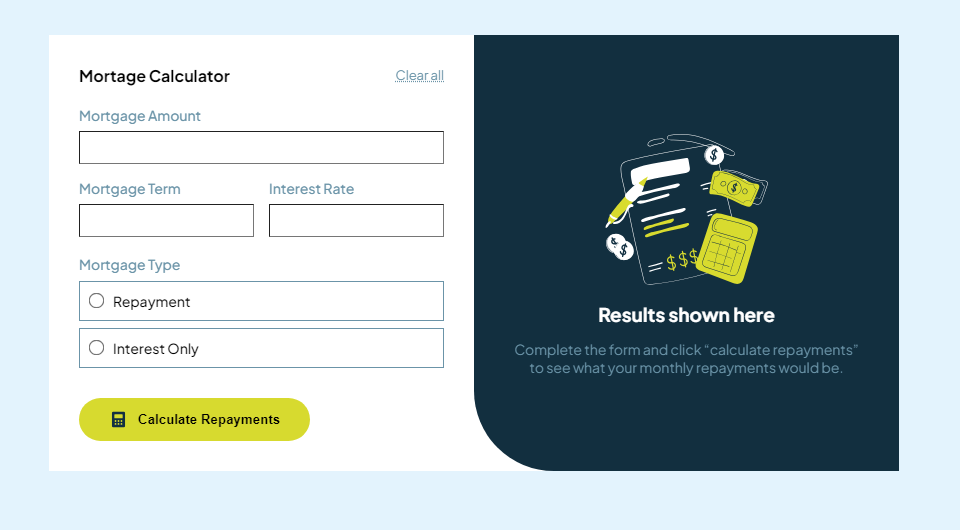 Mortage Calculator
Clear all
Mortgage Amount
Mortgage Term
Interest Rate
Mortgage Type
Repayment
Interest Only
Calculate Repayments
$
$
$ $
$$$
Results shown here
Complete the form and click “calculate repayments”
to see what your monthly repayments would be.